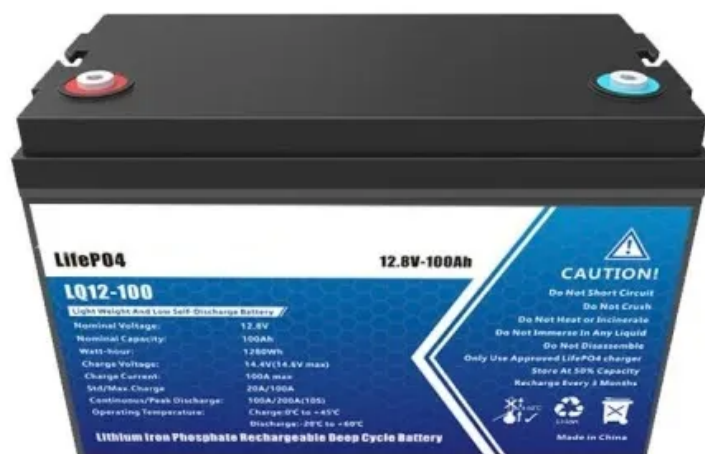 LifePO4
12.8V-100Ah
LQ12-100
Light Weight And Low Self-Discharge Battery
Nominal Voltage: 12.8V
Nominal Capacity: 100Ah
Watt-hour: 1280Wh
Charge Voltage: 14.4V(14.6V max)
Charge Current: 100A max
Std/Max.Charge 20A/100A
Continuous/Peak Discharge: 100A/200A(10S)
Operating Temperature: Charge:0℃ to +45℃
Discharge:-20℃ to +60℃
Lithium Iron Phosphate Rechargeable Deep Cycle Battery
CAUTION!
Do Not Short Circuit
Do Not Crush
Do Not Heat or Incinerate
Do Not Immerse In Any Liquid
Do Not Disassemble
Only Use Approved LifePO4 charger
Store At 50% Capacity
Recharge Every 3 Months
Li-ion
Made in China